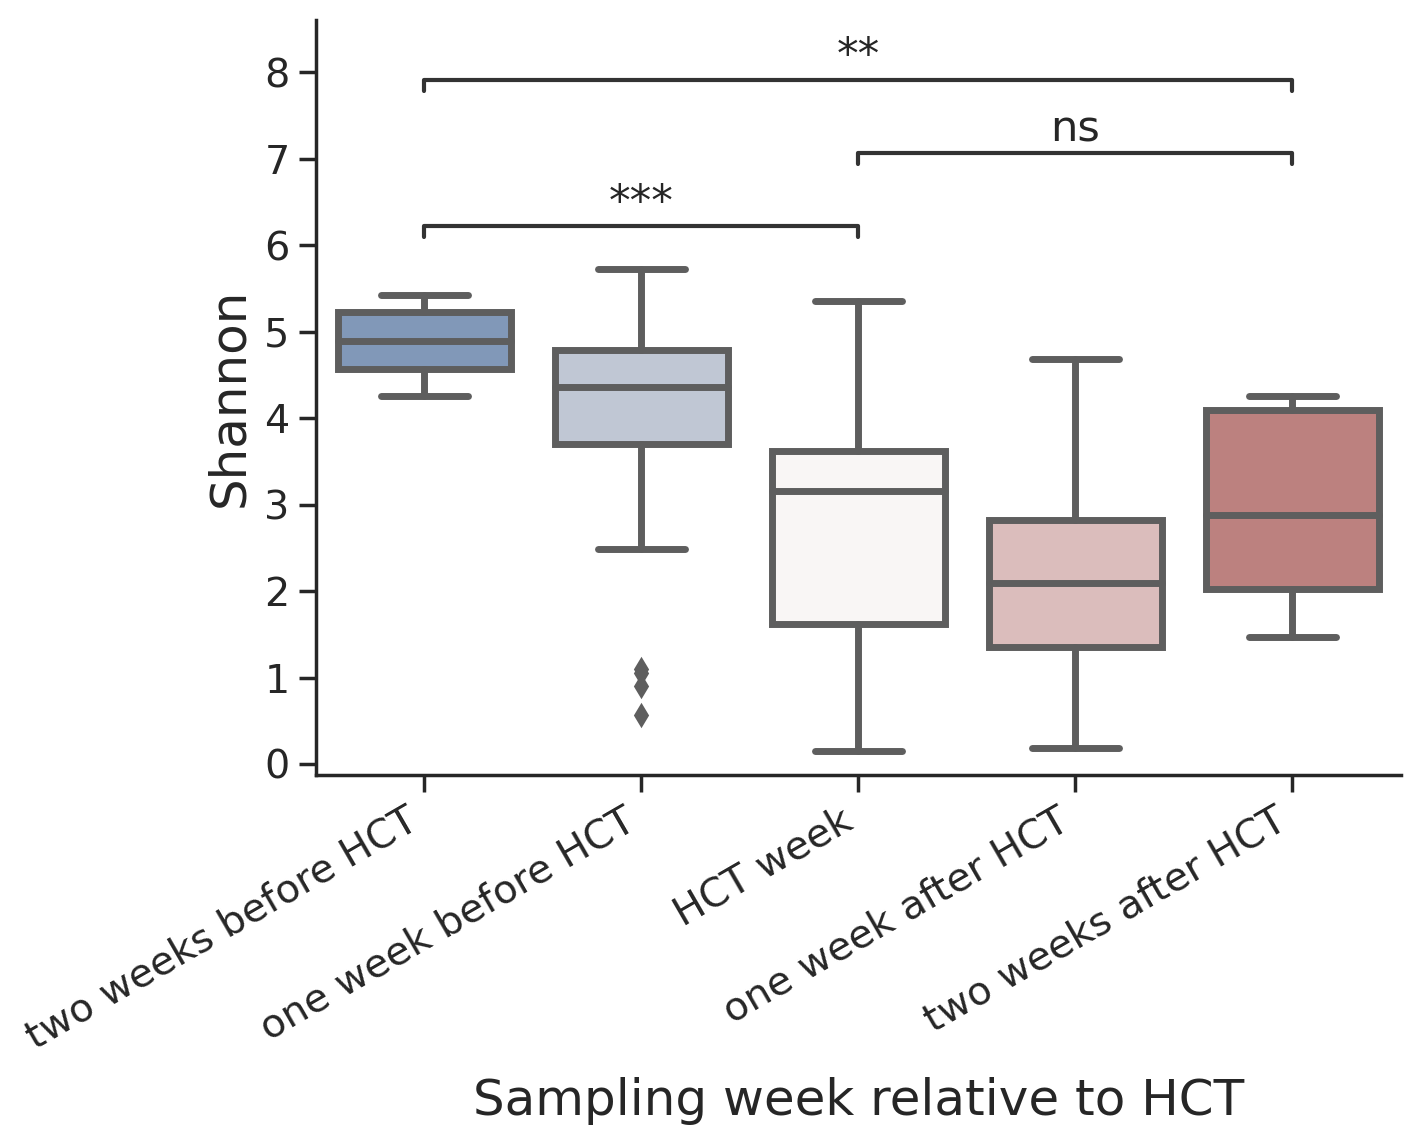 **
ns
***
8
7
6
5
4
3
2
1
0
Shannon
two weeks before HCT
one week before HCT
HCT week
one week after HCT
two weeks after HCT
Sampling week relative to HCT